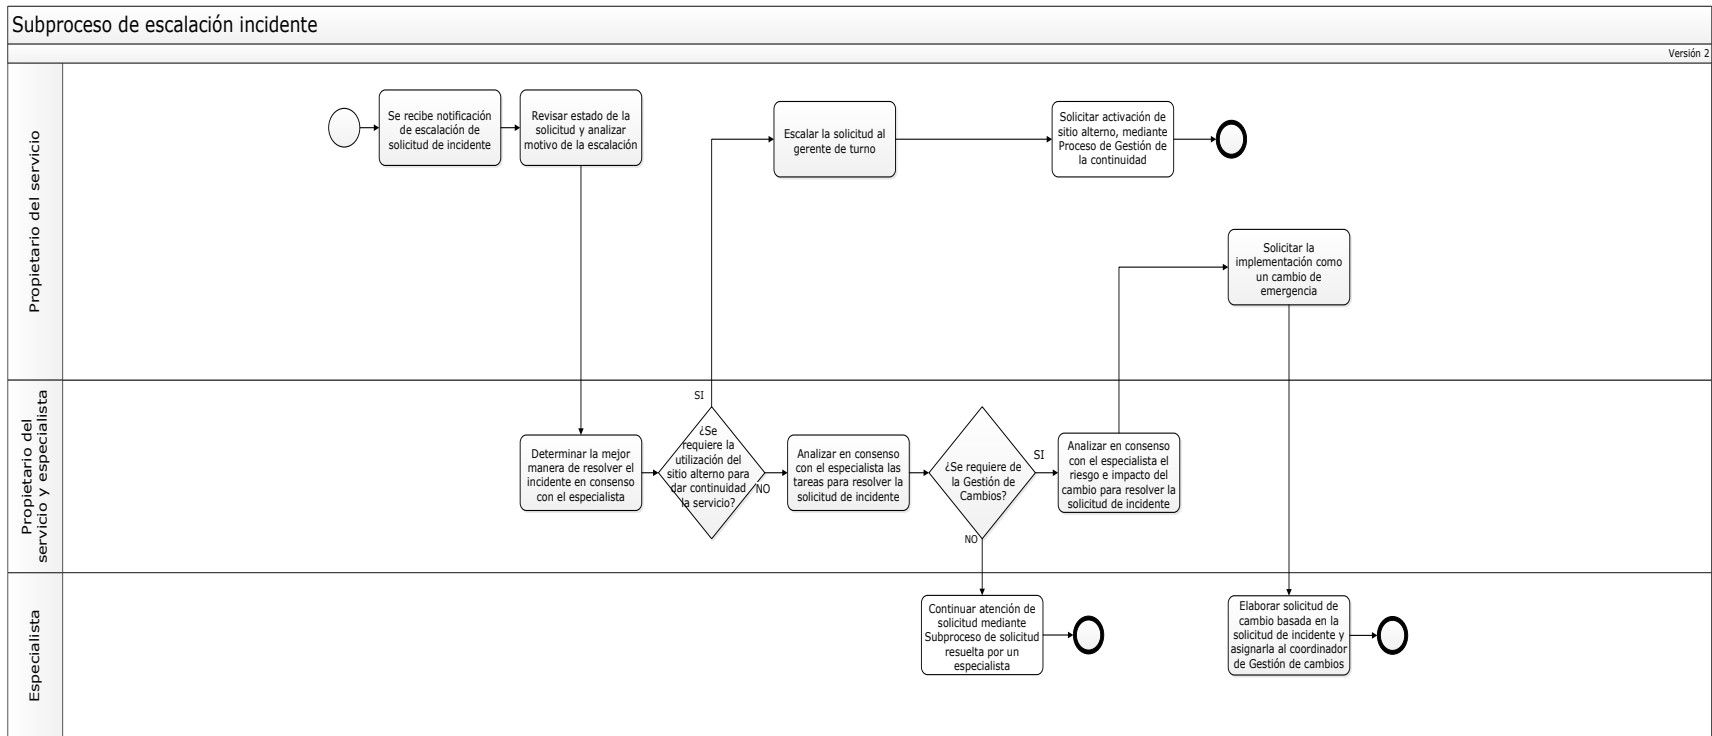 Subproceso de escalación incidente
Versión 2
Propietario del servicio
Se recibe notificación
de escalación de
solicitud de incidente
Revisar estado de la
solicitud y analizar
motivo de la escalación
Escalar la solicitud al
gerente de turno
Solicitar activación de
sitio alterno, mediante
Proceso de Gestión de
la continuidad
Solicitar la
implementación como
un cambio de
emergencia
Propietario del
servicio y especialista
Determinar la mejor
manera de resolver el
incidente en consenso
con el especialista
SI
¿Se
requiere la
utilización del
sitio alterno para
dar continuidad
la servicio?
NO
Analizar en consenso
con el especialista las
tareas para resolver la
solicitud de incidente
¿Se requiere de
la Gestión de
Cambios?
SI
NO
Analizar en consenso
con el especialista el
riesgo e impacto del
cambio para resolver la
solicitud de incidente
Especialista
Continuar atención de
solicitud mediante
Subproceso de solicitud
resuelta por un
especialista
Elaborar solicitud de
cambio basada en la
solicitud de incidente y
asignarla al coordinador
de Gestión de cambios